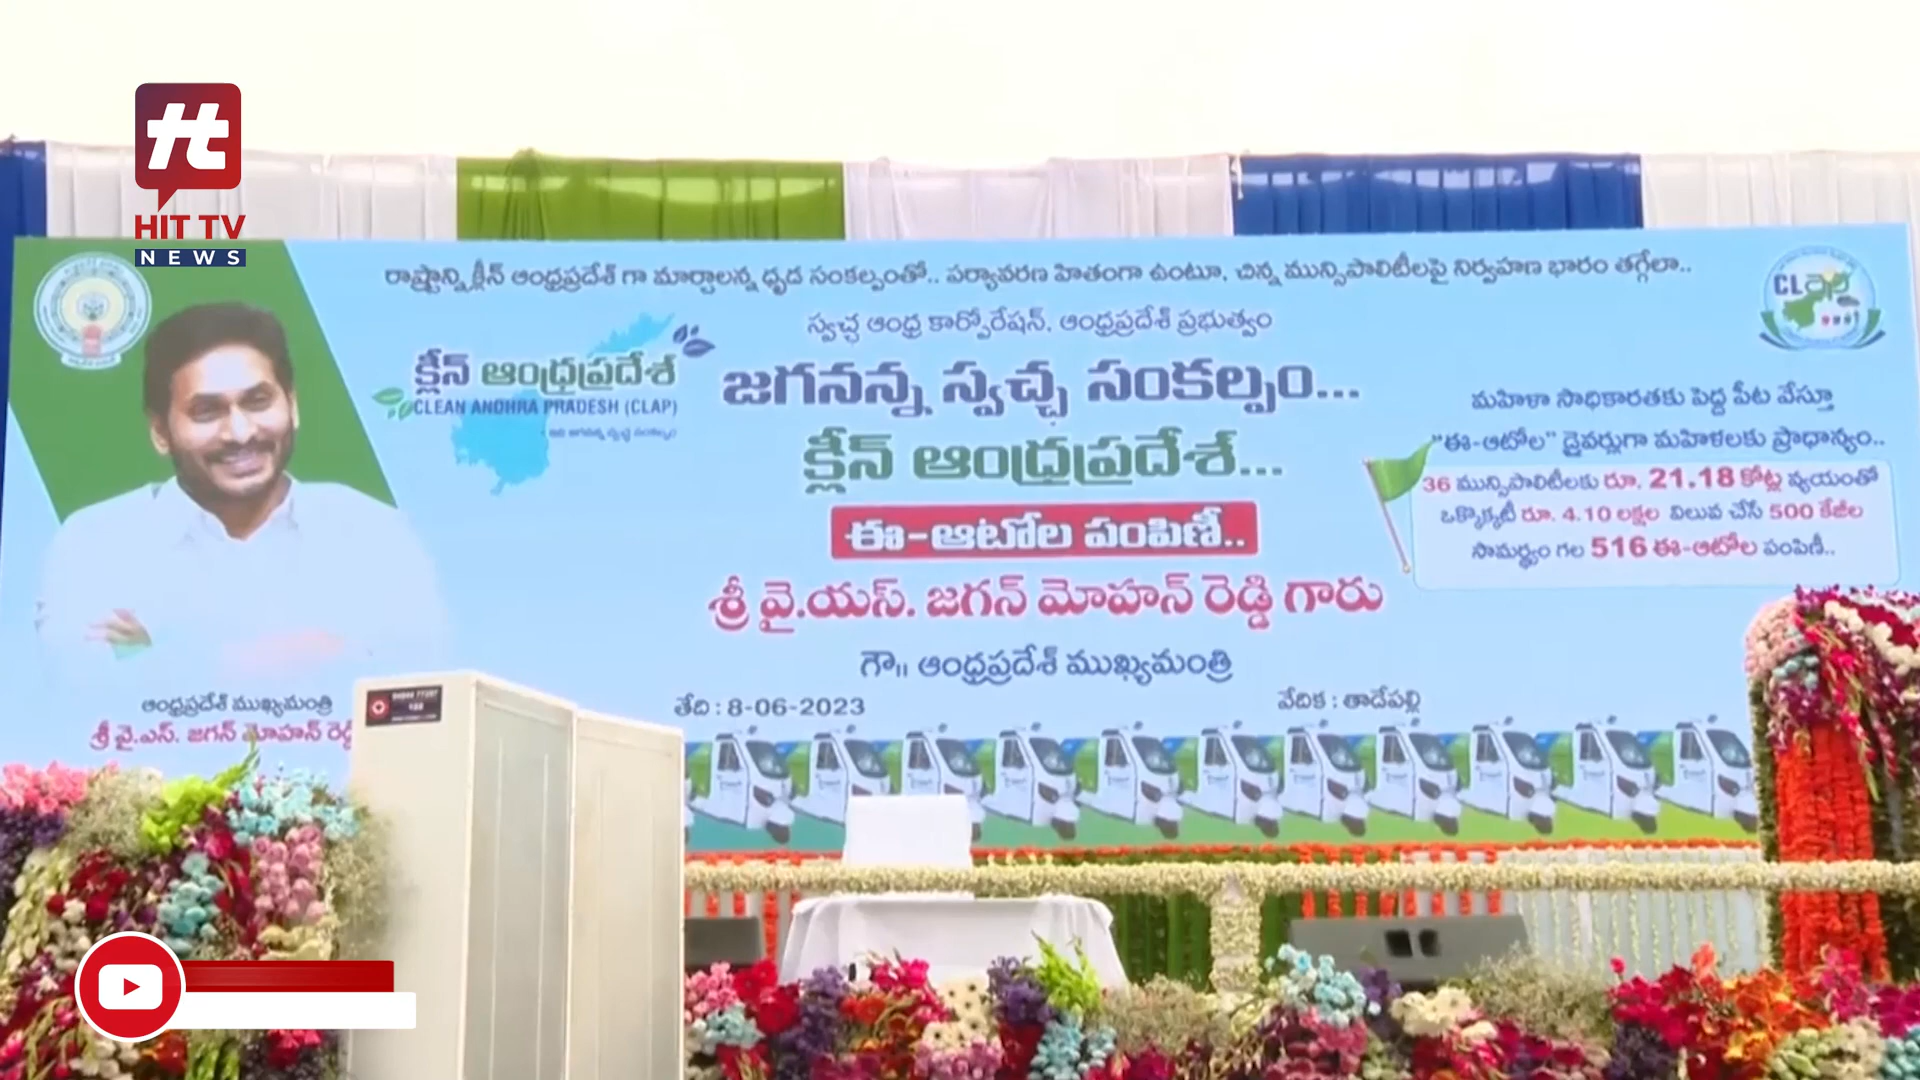 HIT TV
NEWS
రాష్ట్రాన్ని క్లీన్ ఆంధ్రప్రదేశ్ గా మార్చాలన్న ధృడ సంకల్పంతో.. పర్యావరణ హితంగా ఉంటూ, చిన్న మున్సిపాలిటీలపై నిర్వహణ భారం తగ్గేలా..
స్వచ్ఛ ఆంధ్ర కార్పోరేషన్, ఆంధ్రప్రదేశ్ ప్రభుత్వం
క్లీన్ ఆంధ్రప్రదేశ్
CLEAN ANDHRA PRADESH (CLAP)
జగనన్న స్వచ్ఛ సంకల్పం...
క్లీన్ ఆంధ్రప్రదేశ్...
ఈ-ఆటోల పంపిణీ..
శ్రీ వై.యస్. జగన్ మోహన్ రెడ్డి గారు
గౌ|| ఆంధ్రప్రదేశ్ ముఖ్యమంత్రి
తేది : 8-06-2023
వేదిక : తాడేపల్లి
మహిళా సాధికారతకు పెద్ద పీట వేస్తూ
"ఈ-ఆటోల" డ్రైవర్లుగా మహిళలకు ప్రాధాన్యం..
36 మున్సిపాలిటీలకు రూ. 21.18 కోట్ల వ్యయంతో
ఒక్కొక్కటీ రూ. 4.10 లక్షల విలువ చేసే 500 కేజీల
సామర్థ్యం గల 516 ఈ-ఆటోల పంపిణీ..
ఆంధ్రప్రదేశ్ ముఖ్యమంత్రి
శ్రీ వై.ఎస్. జగన్ మోహన్ రెడ్డి